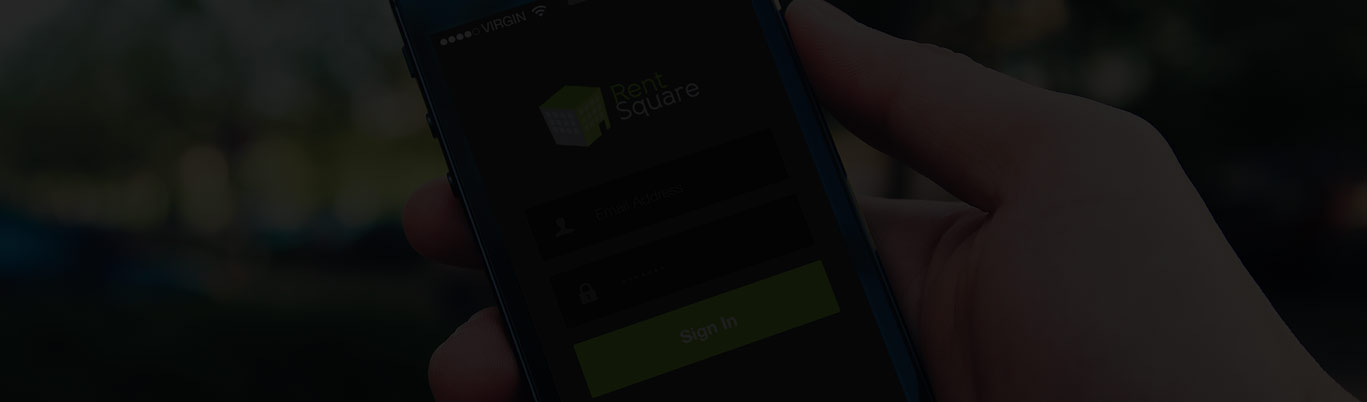 ●●●●○ VIRGIN
Rent
Square
Email Address
•••••••
Sign In